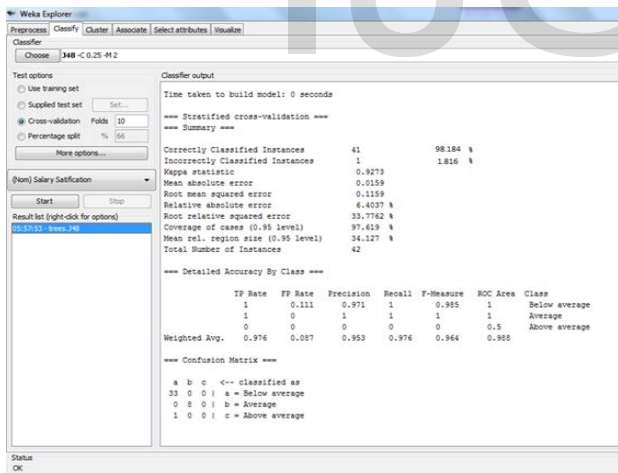 Weka Explorer
Preprocess Classify Cluster Associate Select attributes Visualize
Classifier
Choose J48 -C 0.25 -M 2
Test options
Use training set
Supplied test set Set...
Cross-validation Folds 10
Percentage split % 66
More options...
(Nom) Salary Satification
Start Stop
Result list (right-click for options)
05:57:53 - trees.J48
Classifier output
Time taken to build model: 0 seconds
=== Stratified cross-validation ===
=== Summary ===
Correctly Classified Instances 41 98.184 %
Incorrectly Classified Instances 1 1.816 %
Kappa statistic 0.9273
Mean absolute error 0.0159
Root mean squared error 0.1159
Relative absolute error 6.4037 %
Root relative squared error 33.7762 %
Coverage of cases (0.95 level) 97.619 %
Mean rel. region size (0.95 level) 34.127 %
Total Number of Instances 42
=== Detailed Accuracy By Class ===
TP Rate FP Rate Precision Recall F-Measure ROC Area Class
1 0.111 0.971 1 0.985 1 Below average
1 0 1 1 1 1 Average
0 0 0 0 0 0.5 Above average
Weighted Avg. 0.976 0.087 0.953 0.976 0.964 0.988
=== Confusion Matrix ===
a b c <-- classified as
33 0 0 | a = Below average
0 8 0 | b = Average
1 0 0 | c = Above average
Status
OK